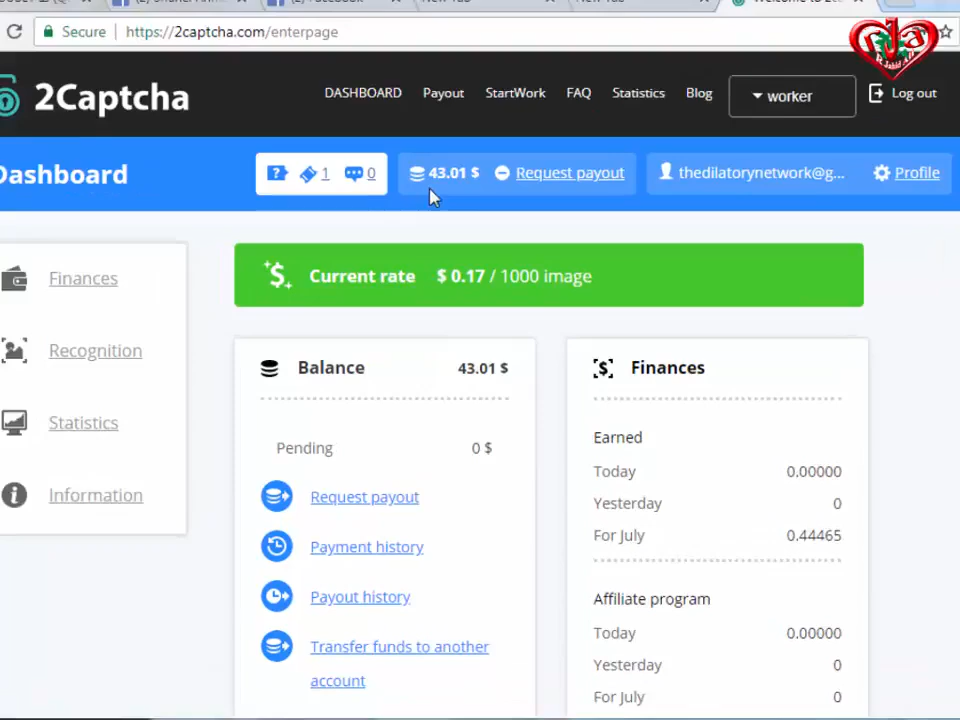 Secure https://2captcha.com/enterpage
2Captcha DASHBOARD Payout StartWork FAQ Statistics Blog worker Log out
Dashboard 1 0 43.01 $ Request payout thedilatorynetwork@g... Profile
Finances
Recognition
Statistics
Information
Current rate $ 0.17 / 1000 image
Balance 43.01 $
Pending 0 $
Request payout
Payment history
Payout history
Transfer funds to another
account
Finances
Earned
Today 0.00000
Yesterday 0
For July 0.44465
Affiliate program
Today 0.00000
Yesterday 0
For July 0